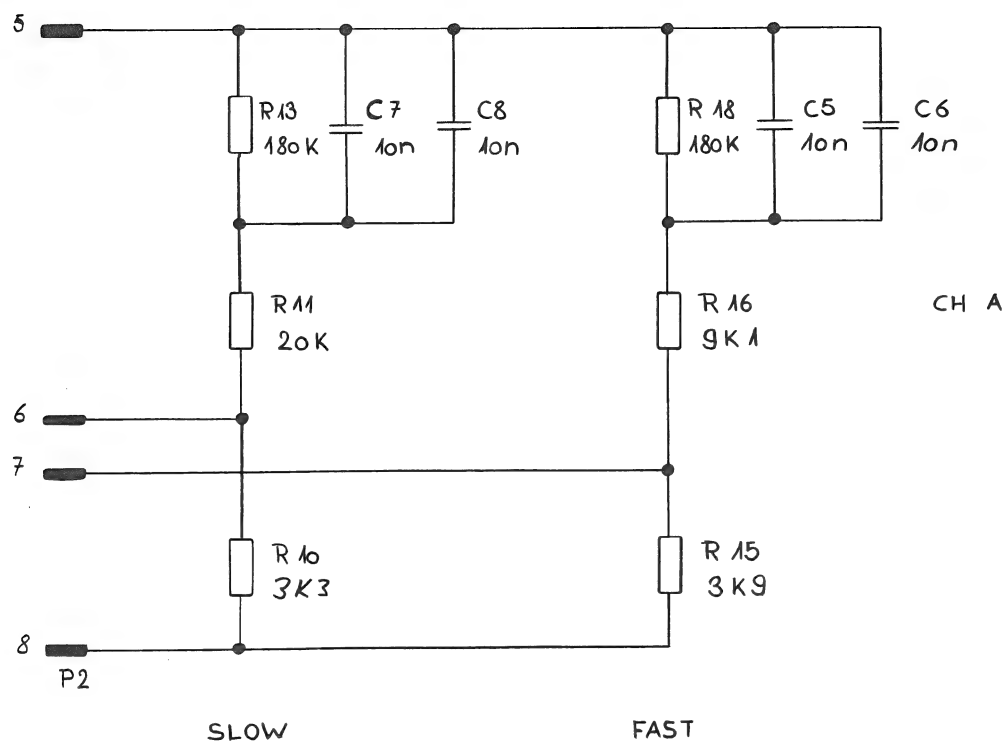 5
R13
180K
C7
10n
C8
10n
R18
180K
C5
10n
C6
10n
R11
20K
R16
9K1
CH A
6
7
R10
3K3
R15
3K9
8
P2
SLOW
FAST